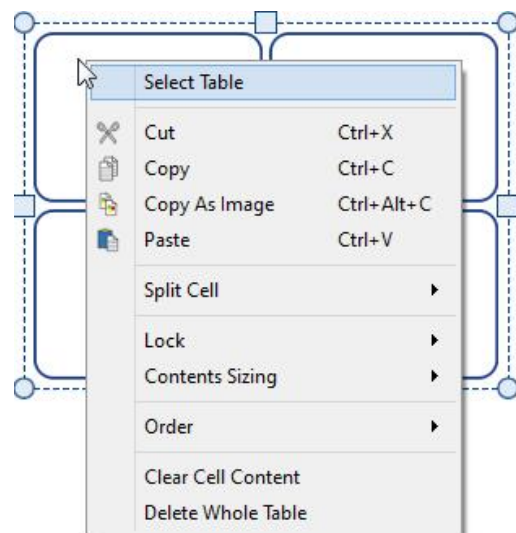 Select Table
Cut Ctrl+X
Copy Ctrl+C
Copy As Image Ctrl+Alt+C
Paste Ctrl+V
Split Cell
Lock
Contents Sizing
Order
Clear Cell Content
Delete Whole Table